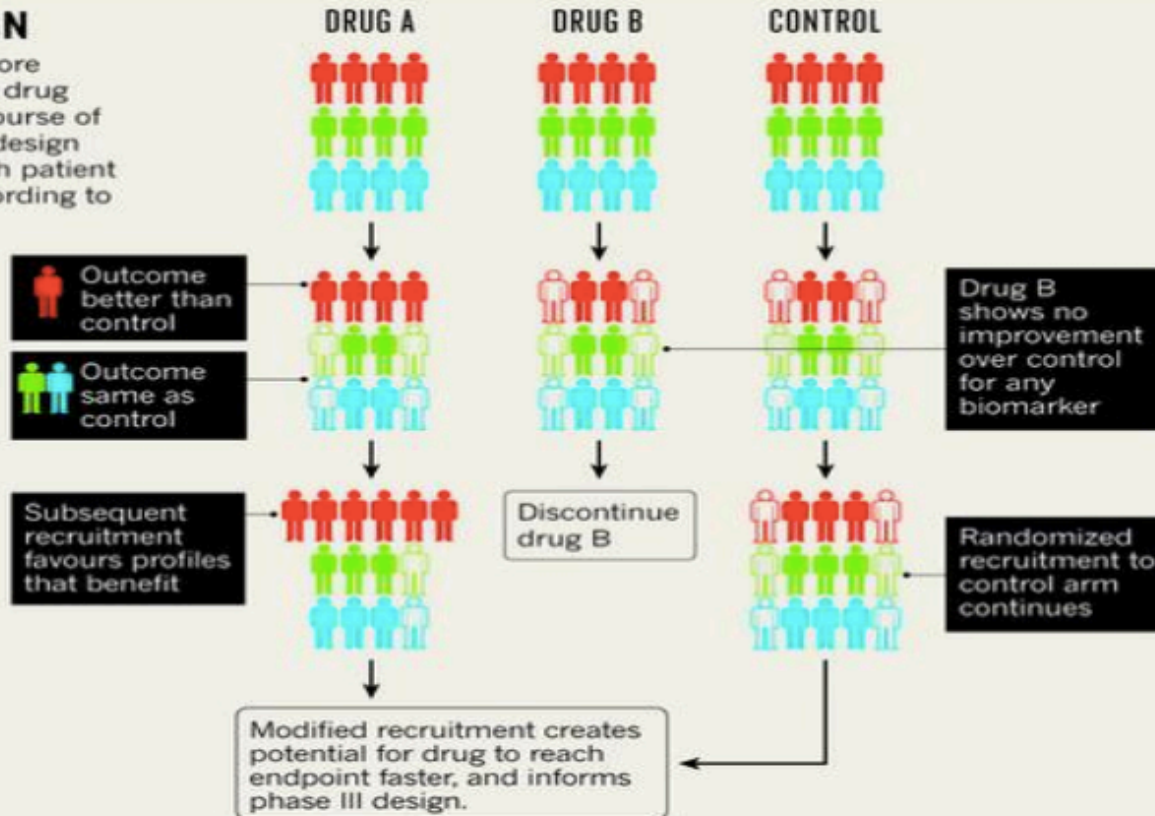 N
ore
drug
ourse of
design
h patient
ording to
DRUG A
DRUG B
CONTROL
Outcome
better than
control
Outcome
same as
control
Drug B
shows no
improvement
over control
for any
biomarker
Subsequent
recruitment
favours profiles
that benefit
Discontinue
drug B
Randomized
recruitment to
control arm
continues
Modified recruitment creates
potential for drug to reach
endpoint faster, and informs
phase III design.